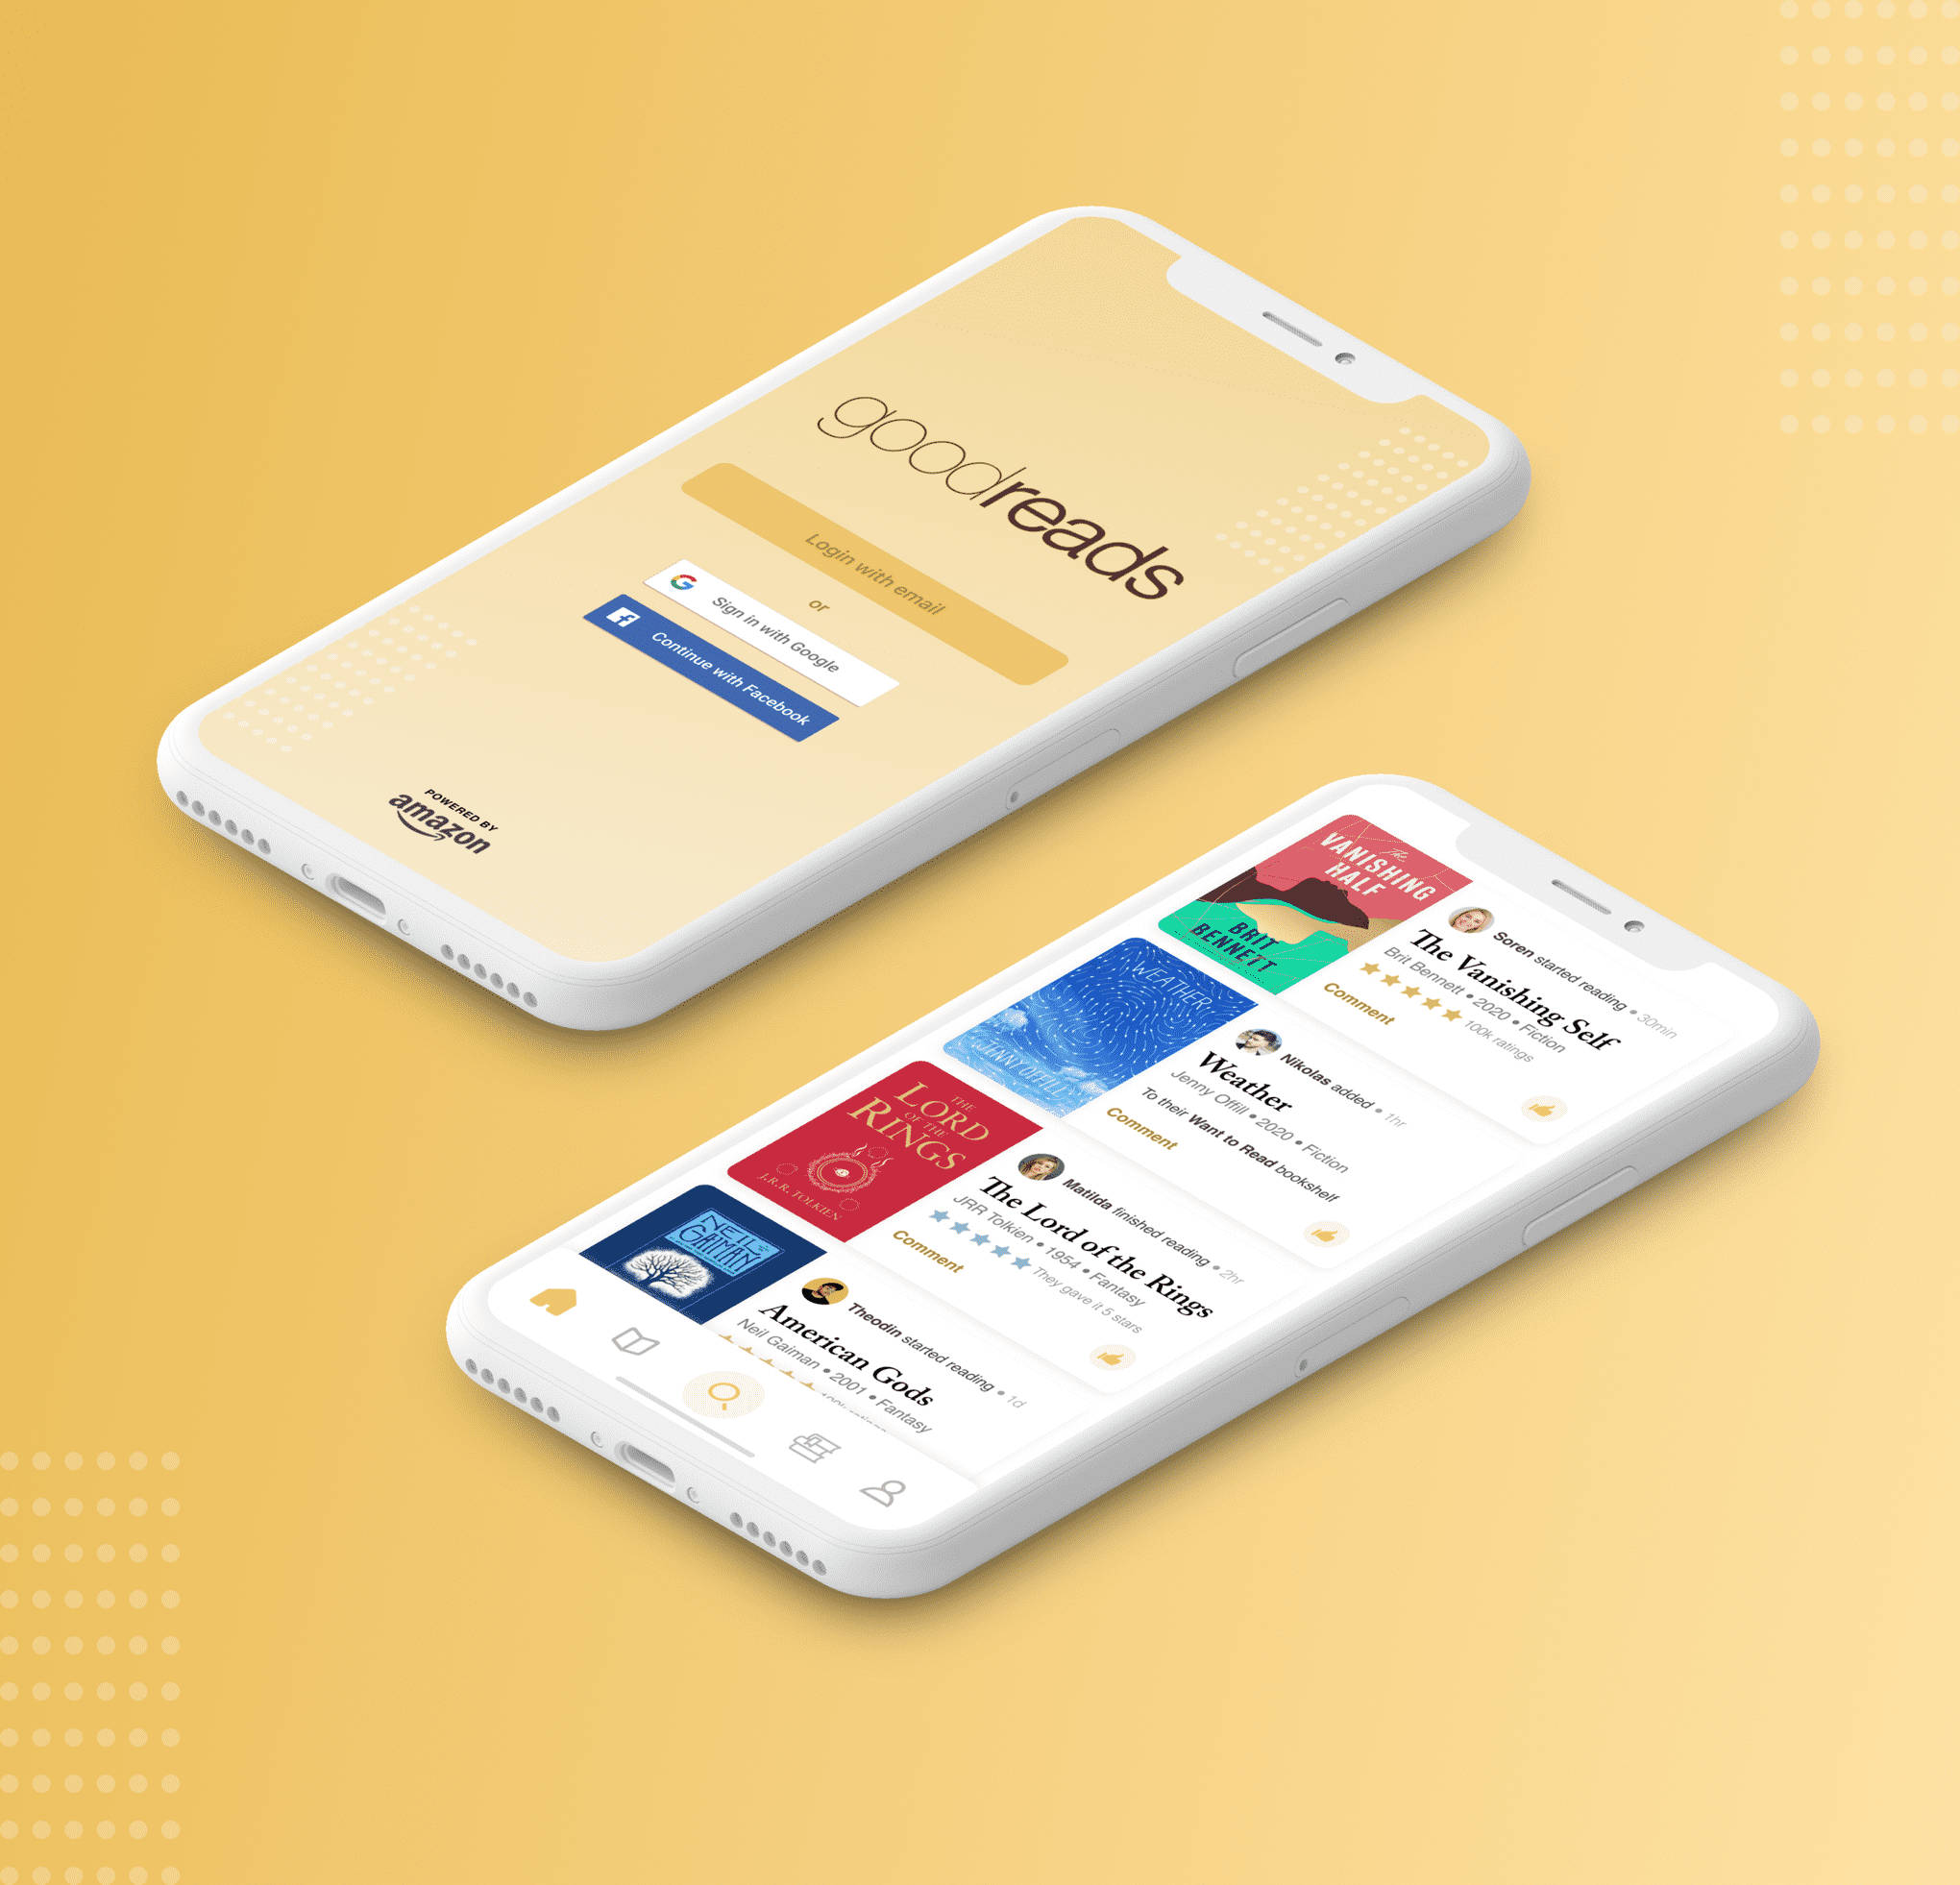 goodreads
Login with email
or
Sign in with Google
Continue with Facebook
POWERED BY
amazon
The
VANISHING
HALF
BRIT
BENNETT
Soren started reading • 30min
The Vanishing Self
Brit Bennett • 2020 • Fiction
100k ratings
Comment
WEATHER
JENNY OFFILL
Nikolas added • 1hr
Weather
Jenny Offill • 2020 • Fiction
To their Want to Read bookshelf
Comment
THE
LORD
OF THE
RINGS
J.R.R. TOLKIEN
Matilda finished reading • 2hr
The Lord of the Rings
JRR Tolkien • 1954 • Fantasy
They gave it 5 stars
Comment
NEIL
GAIMAN
Theodin started reading • 1d
American Gods
Neil Gaiman • 2001 • Fantasy